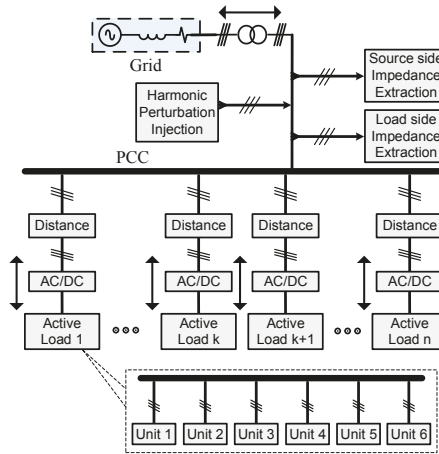 Grid
Source side
Impedance
Extraction
Harmonic
Perturbation
Injection
Load side
Impedance
Extraction
PCC
Distance
Distance
Distance
Distance
AC/DC
AC/DC
AC/DC
AC/DC
Active
Load 1
Active
Load k
Active
Load k+1
Active
Load n
Unit 1
Unit 2
Unit 3
Unit 4
Unit 5
Unit 6